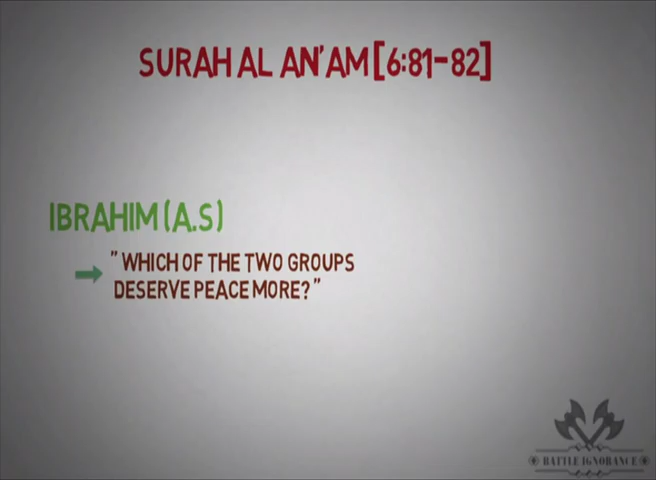 SURAH AL AN'AM [6:81-82]
IBRAHIM (A.S)
" WHICH OF THE TWO GROUPS
DESERVE PEACE MORE? "
BATTLE IGNORANCE